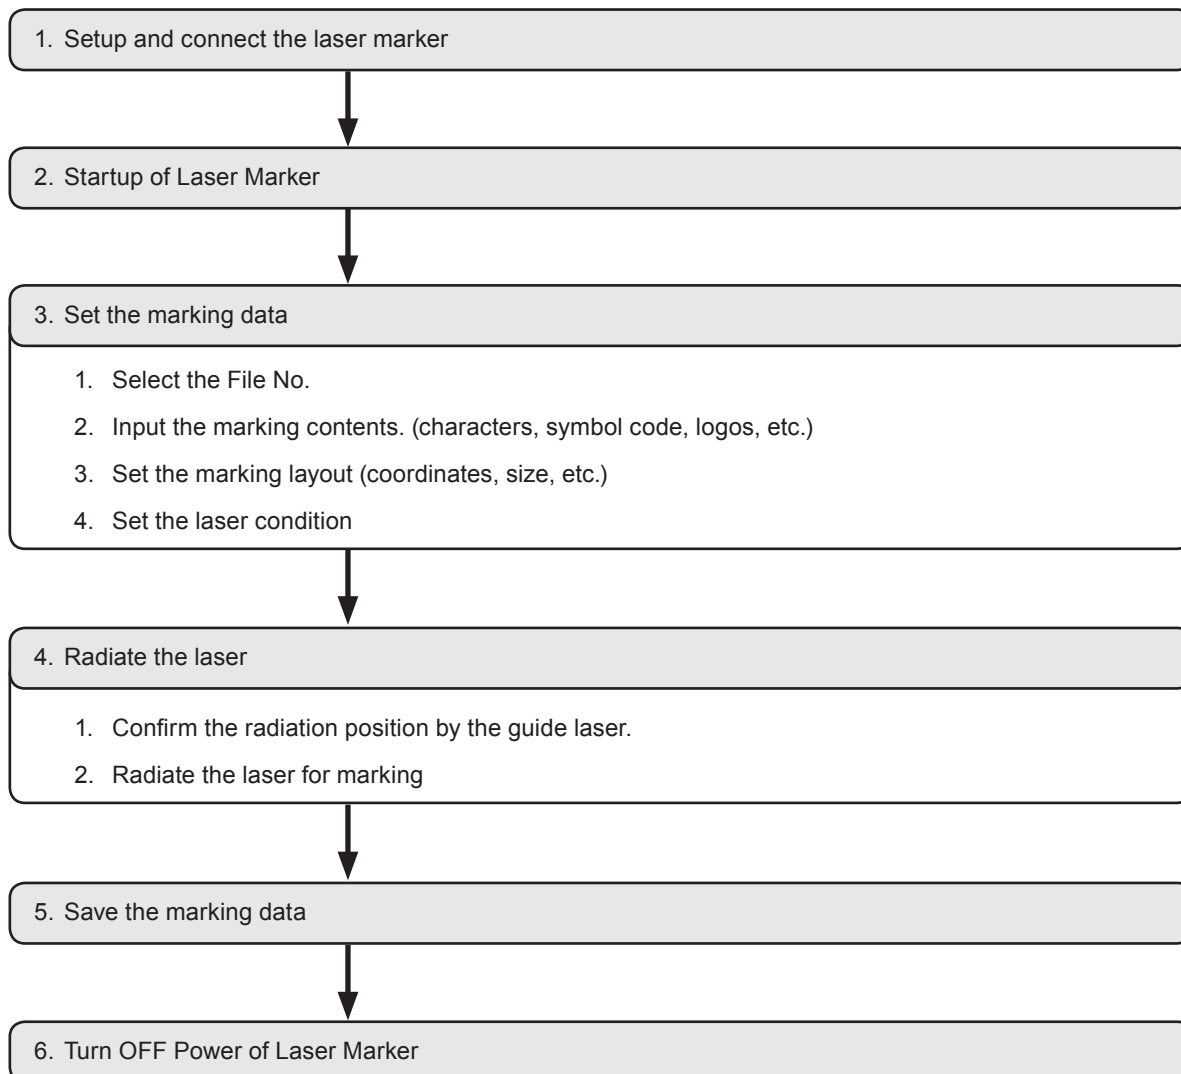 1. Setup and connect the laser marker
2. Startup of Laser Marker
3. Set the marking data
1. Select the File No.
2. Input the marking contents. (characters, symbol code, logos, etc.)
3. Set the marking layout (coordinates, size, etc.)
4. Set the laser condition
4. Radiate the laser
1. Confirm the radiation position by the guide laser.
2. Radiate the laser for marking
5. Save the marking data
6. Turn OFF Power of Laser Marker